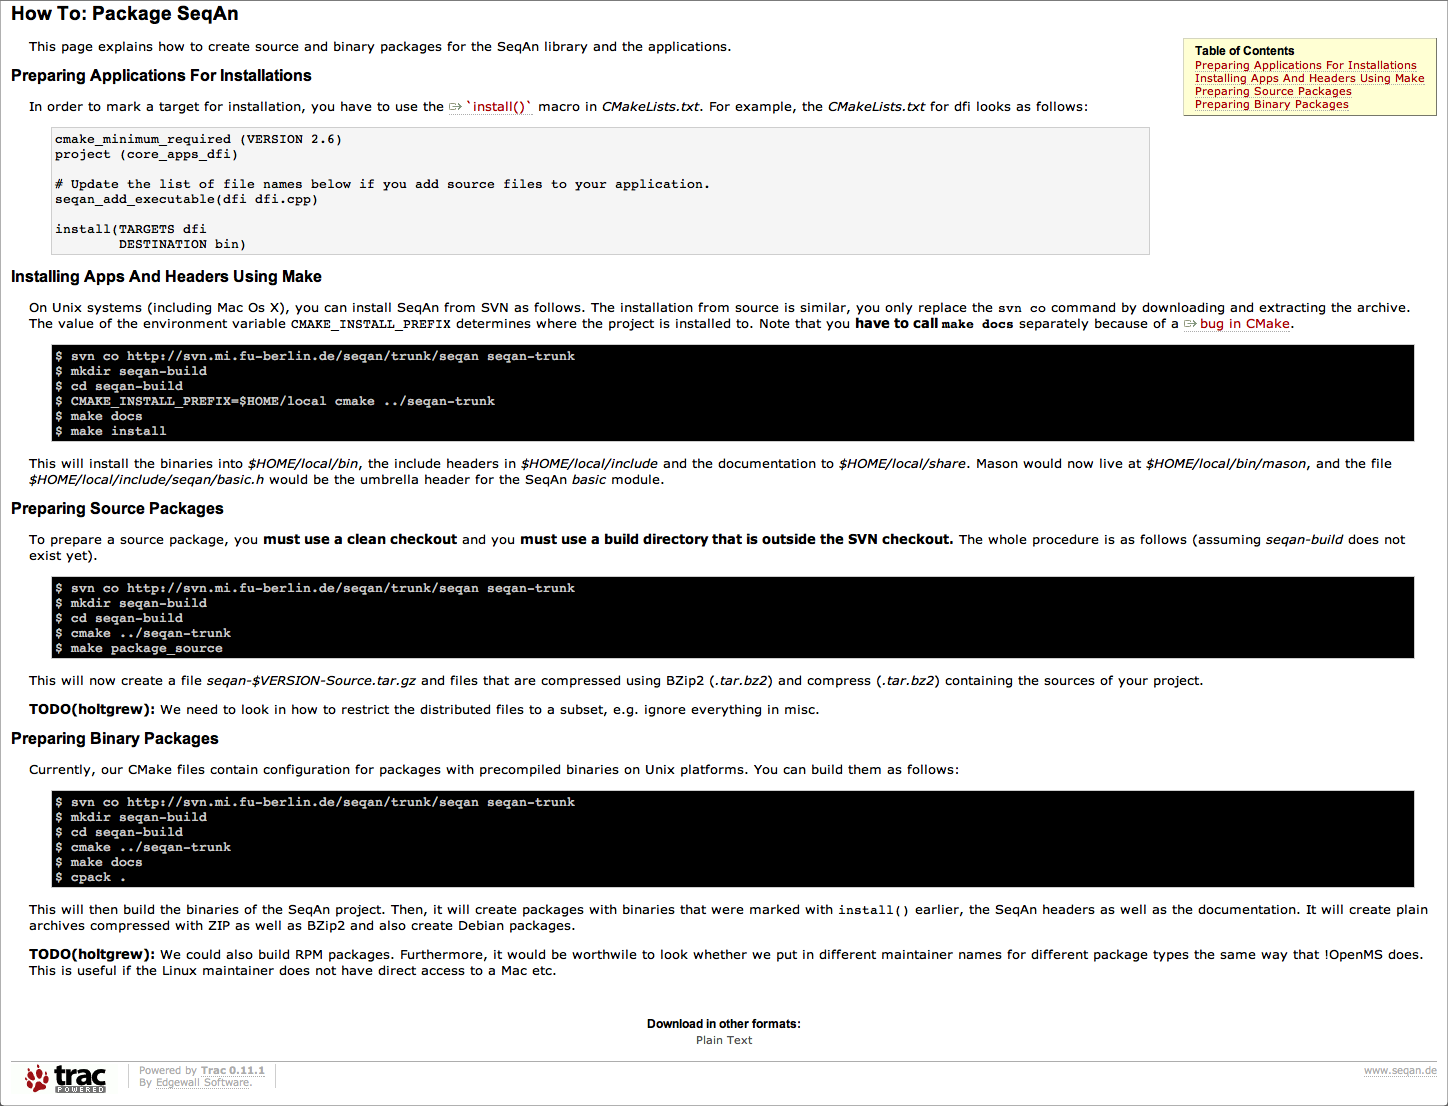 How To: Package SeqAn
This page explains how to create source and binary packages for the SeqAn library and the applications.
Table of Contents
Preparing Applications For Installations
Installing Apps And Headers Using Make
Preparing Source Packages
Preparing Binary Packages
Preparing Applications For Installations
In order to mark a target for installation, you have to use the `install()` macro in CMakeLists.txt. For example, the CMakeLists.txt for dfi looks as follows:
cmake_minimum_required (VERSION 2.6)
project (core_apps_dfi)
# Update the list of file names below if you add source files to your application.
seqan_add_executable(dfi dfi.cpp)
install(TARGETS dfi
DESTINATION bin)
Installing Apps And Headers Using Make
On Unix systems (including Mac Os X), you can install SeqAn from SVN as follows. The installation from source is similar, you only replace the svn co command by downloading and extracting the archive.
The value of the environment variable CMAKE_INSTALL_PREFIX determines where the project is installed to. Note that you have to call make docs separately because of a bug in CMake.
$ svn co http://svn.mi.fu-berlin.de/seqan/trunk/seqan seqan-trunk
$ mkdir seqan-build
$ cd seqan-build
$ CMAKE_INSTALL_PREFIX=$HOME/local cmake ../seqan-trunk
$ make docs
$ make install
This will install the binaries into $HOME/local/bin, the include headers in $HOME/local/include and the documentation to $HOME/local/share. Mason would now live at $HOME/local/bin/mason, and the file
$HOME/local/include/seqan/basic.h would be the umbrella header for the SeqAn basic module.
Preparing Source Packages
To prepare a source package, you must use a clean checkout and you must use a build directory that is outside the SVN checkout. The whole procedure is as follows (assuming seqan-build does not
exist yet).
$ svn co http://svn.mi.fu-berlin.de/seqan/trunk/seqan seqan-trunk
$ mkdir seqan-build
$ cd seqan-build
$ cmake ../seqan-trunk
$ make package_source
This will now create a file seqan-$VERSION-Source.tar.gz and files that are compressed using BZip2 (.tar.bz2) and compress (.tar.bz2) containing the sources of your project.
TODO(holtgrew): We need to look in how to restrict the distributed files to a subset, e.g. ignore everything in misc.
Preparing Binary Packages
Currently, our CMake files contain configuration for packages with precompiled binaries on Unix platforms. You can build them as follows:
$ svn co http://svn.mi.fu-berlin.de/seqan/trunk/seqan seqan-trunk
$ mkdir seqan-build
$ cd seqan-build
$ cmake ../seqan-trunk
$ make docs
$ cpack .
This will then build the binaries of the SeqAn project. Then, it will create packages with binaries that were marked with install() earlier, the SeqAn headers as well as the documentation. It will create plain
archives compressed with ZIP as well as BZip2 and also create Debian packages.
TODO(holtgrew): We could also build RPM packages. Furthermore, it would be worthwile to look whether we put in different maintainer names for different package types the same way that !OpenMS does.
This is useful if the Linux maintainer does not have direct access to a Mac etc.
Download in other formats:
Plain Text
trac
POWERED
Powered by Trac 0.11.1
By Edgewall Software.
www.seqan.de